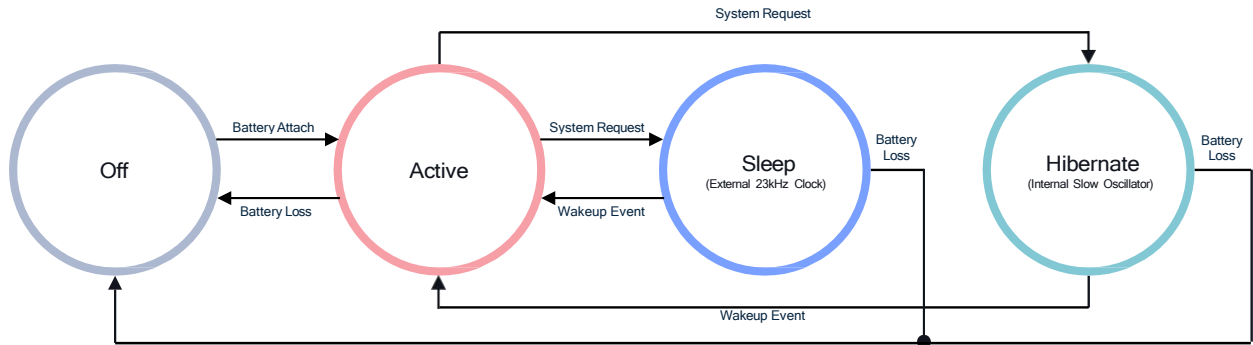 System Request
Battery Attach
System Request
Battery
Loss
Battery
Loss
Off
Active
Sleep
(External 23kHz Clock)
Hibernate
(Internal Slow Oscillator)
Battery Loss
Wakeup Event
Wakeup Event